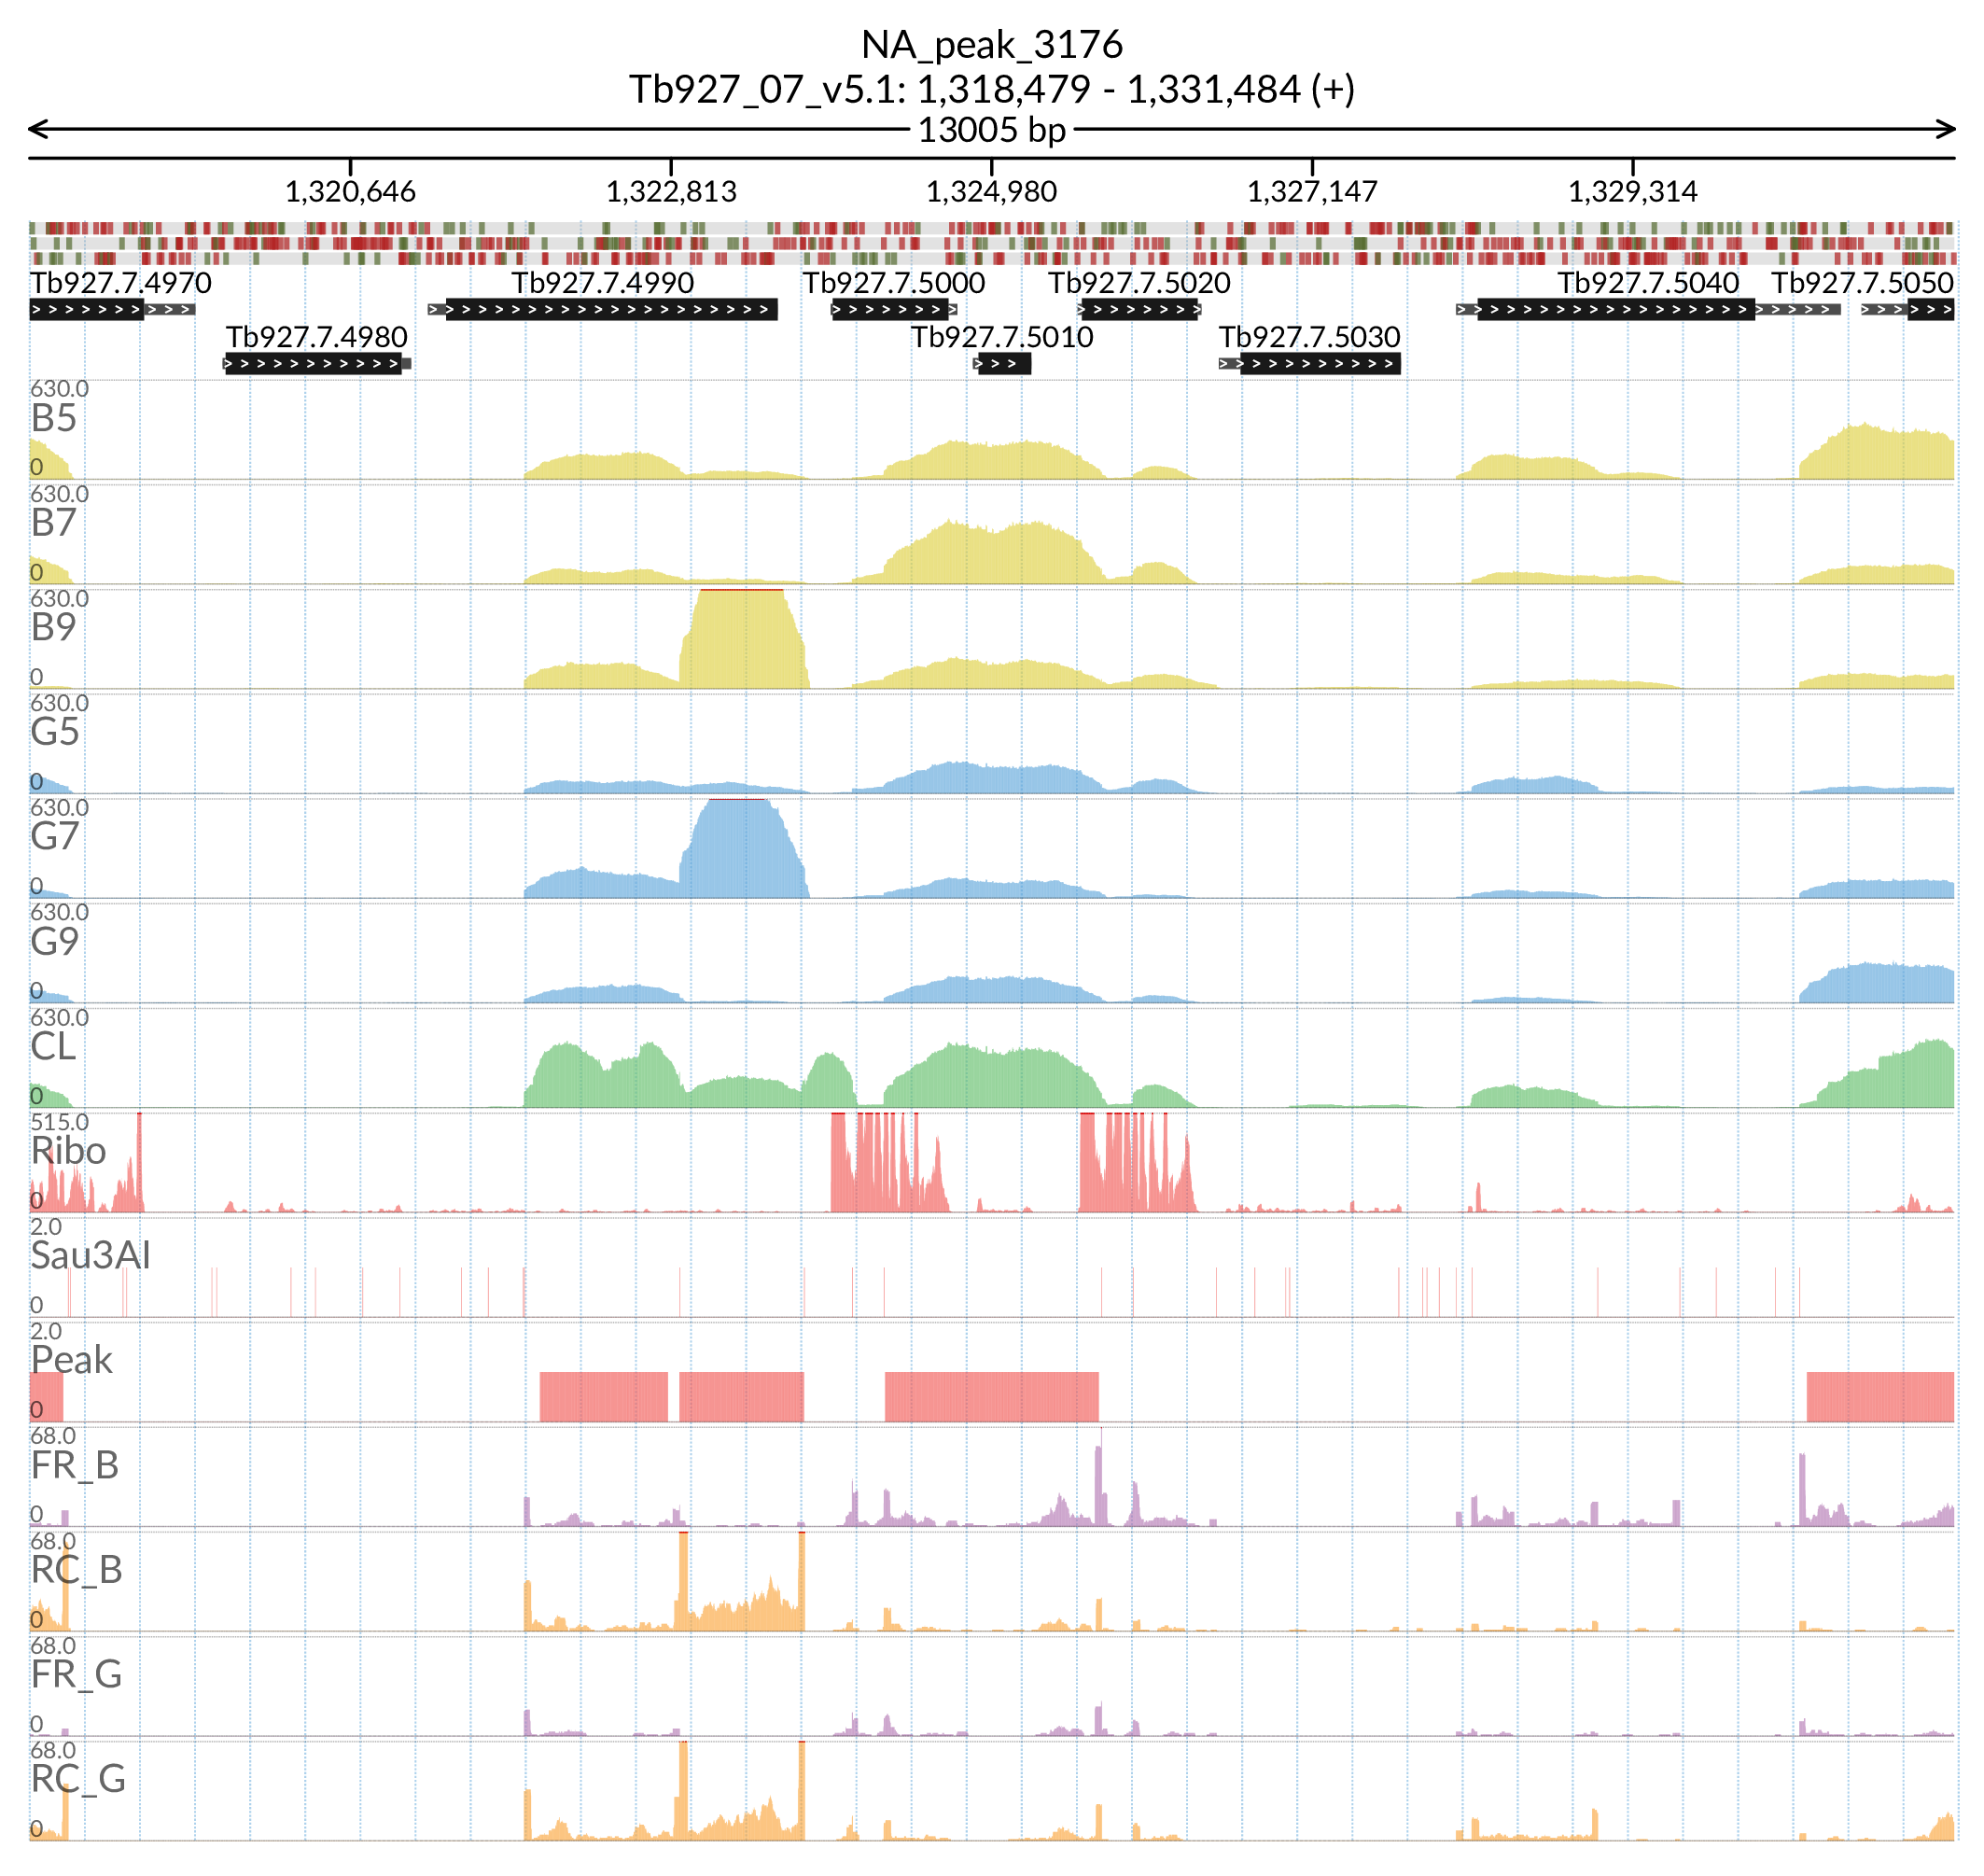 NA_peak_3176
Tb927_07_v5.1: 1,318,479 - 1,331,484 (+)
13005 bp
1,320,646 1,322,813 1,324,980 1,327,147 1,329,314
Tb927.7.4970 Tb927.7.4990 Tb927.7.5000 Tb927.7.5020 Tb927.7.5040 Tb927.7.5050
Tb927.7.4980 Tb927.7.5010 Tb927.7.5030
630.0
B5
0
630.0
B7
0
630.0
B9
0
630.0
G5
0
630.0
G7
0
630.0
G9
0
630.0
CL
0
515.0
Ribo
0
2.0
Sau3AI
0
2.0
Peak
0
68.0
FR_B
0
68.0
RC_B
0
68.0
FR_G
0
68.0
RC_G
0